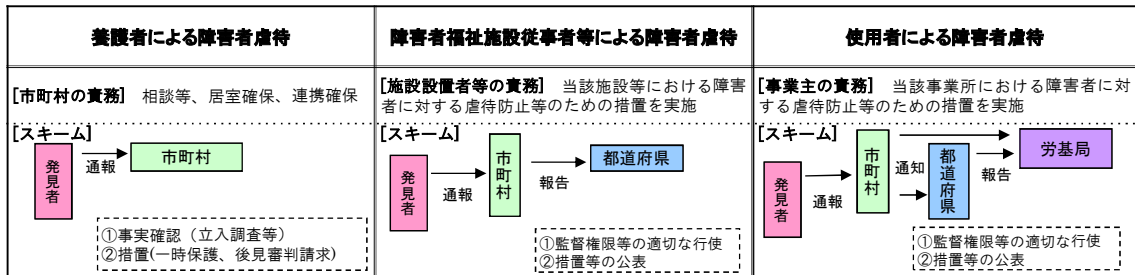 養護者による障害者虐待
[市町村の責務] 相談等、居室確保、連携確保
[スキーム]
発見者
通報
市町村
①事実確認（立入調査等）
②措置(一時保護、後見審判請求)
障害者福祉施設従事者等による障害者虐待
[施設設置者等の責務] 当該施設等における障害
者に対する虐待防止等のための措置を実施
[スキーム]
発見者
通報
市町村
報告
都道府県
①監督権限等の適切な行使
②措置等の公表
使用者による障害者虐待
[事業主の責務] 当該事業所における障害者に対
する虐待防止等のための措置を実施
[スキーム]
発見者
通報
市町村
通知
都道府県
報告
労基局
①監督権限等の適切な行使
②措置等の公表